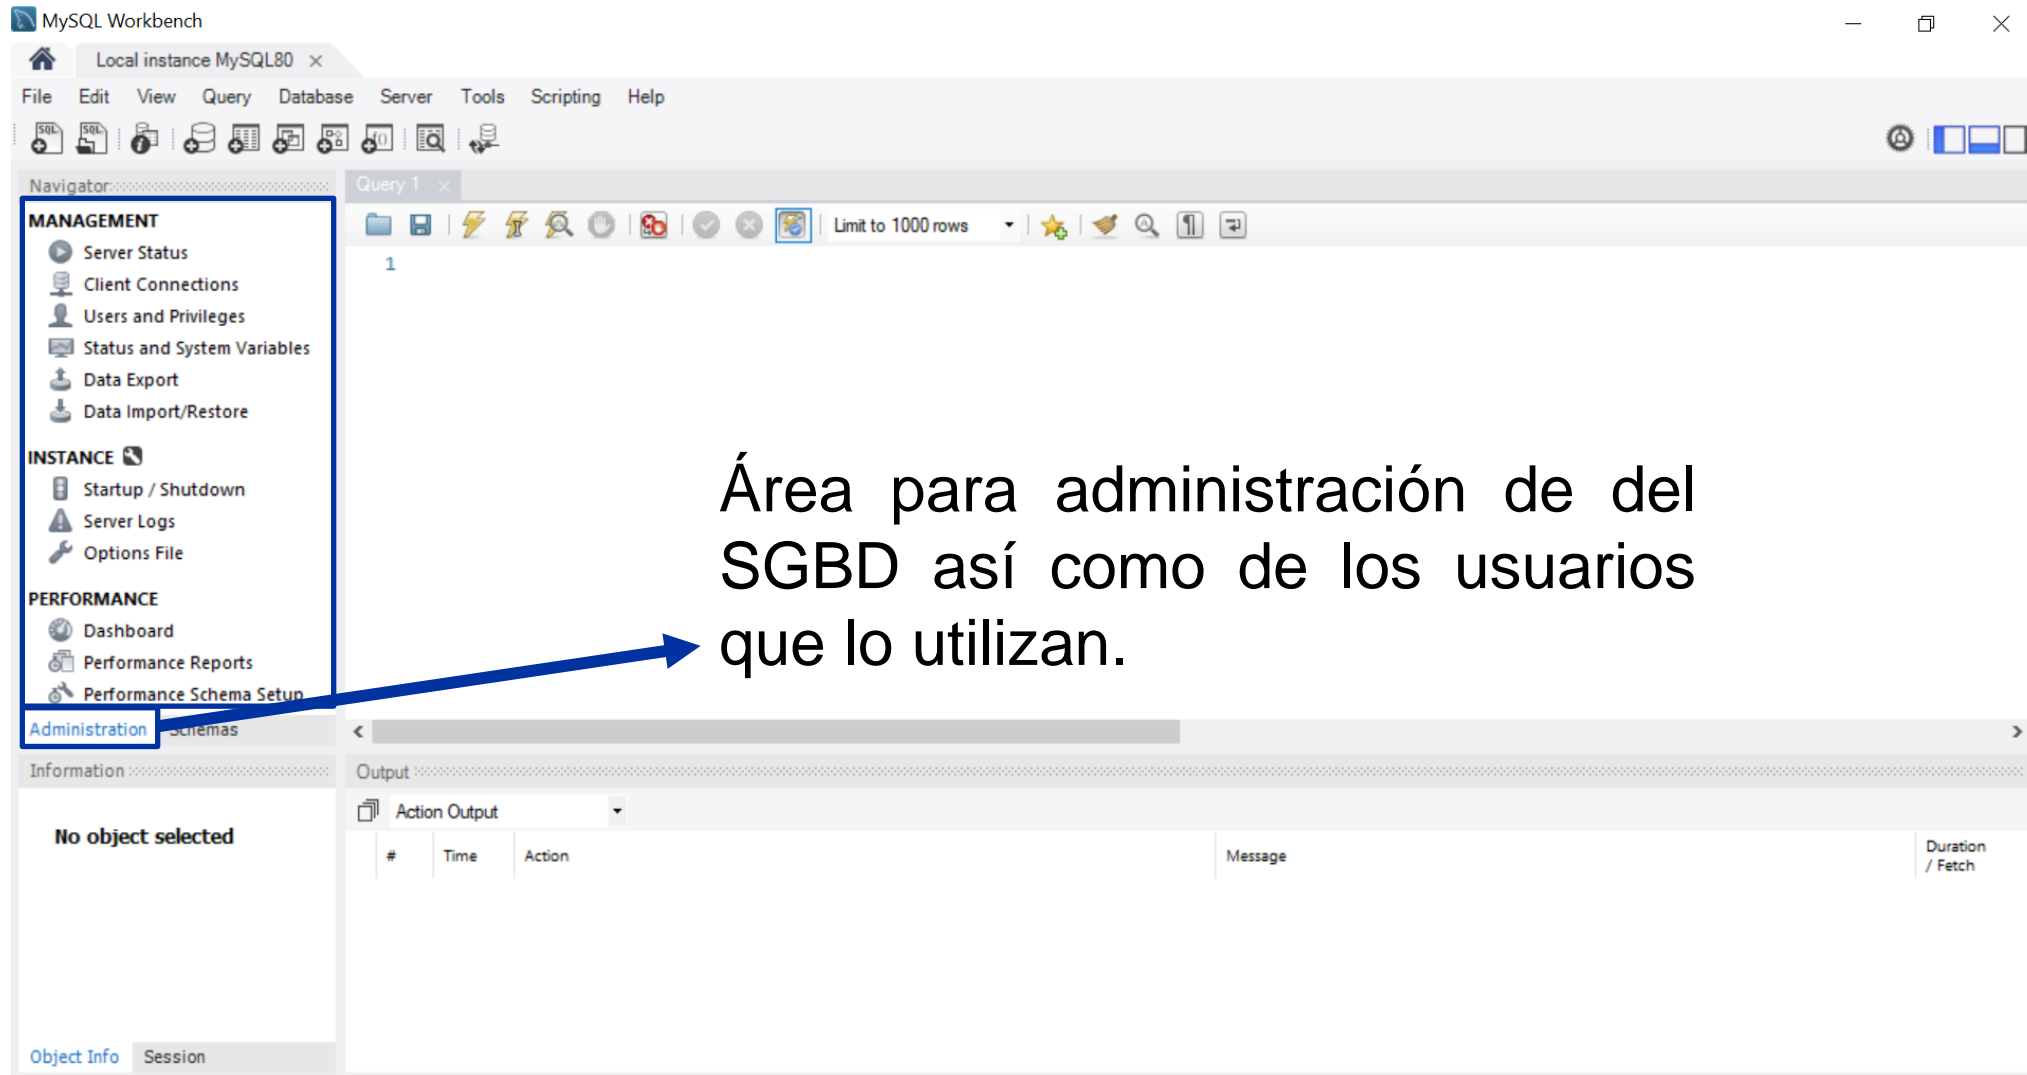 MySQL Workbench
Local instance MySQL80
File Edit View Query Database Server Tools Scripting Help
Navigator
Query 1
MANAGEMENT
Limit to 1000 rows
Server Status
1
Client Connections
Users and Privileges
Status and System Variables
Data Export
Data Import/Restore
INSTANCE
Startup / Shutdown
Server Logs
Options File
PERFORMANCE
Dashboard
Performance Reports
Performance Schema Setup
Área para administración de del
SGBD así como de los usuarios
que lo utilizan.
Administration Schemas
Information
Output
Action Output
No object selected
# Time Action Message Duration
/ Fetch
Object Info Session